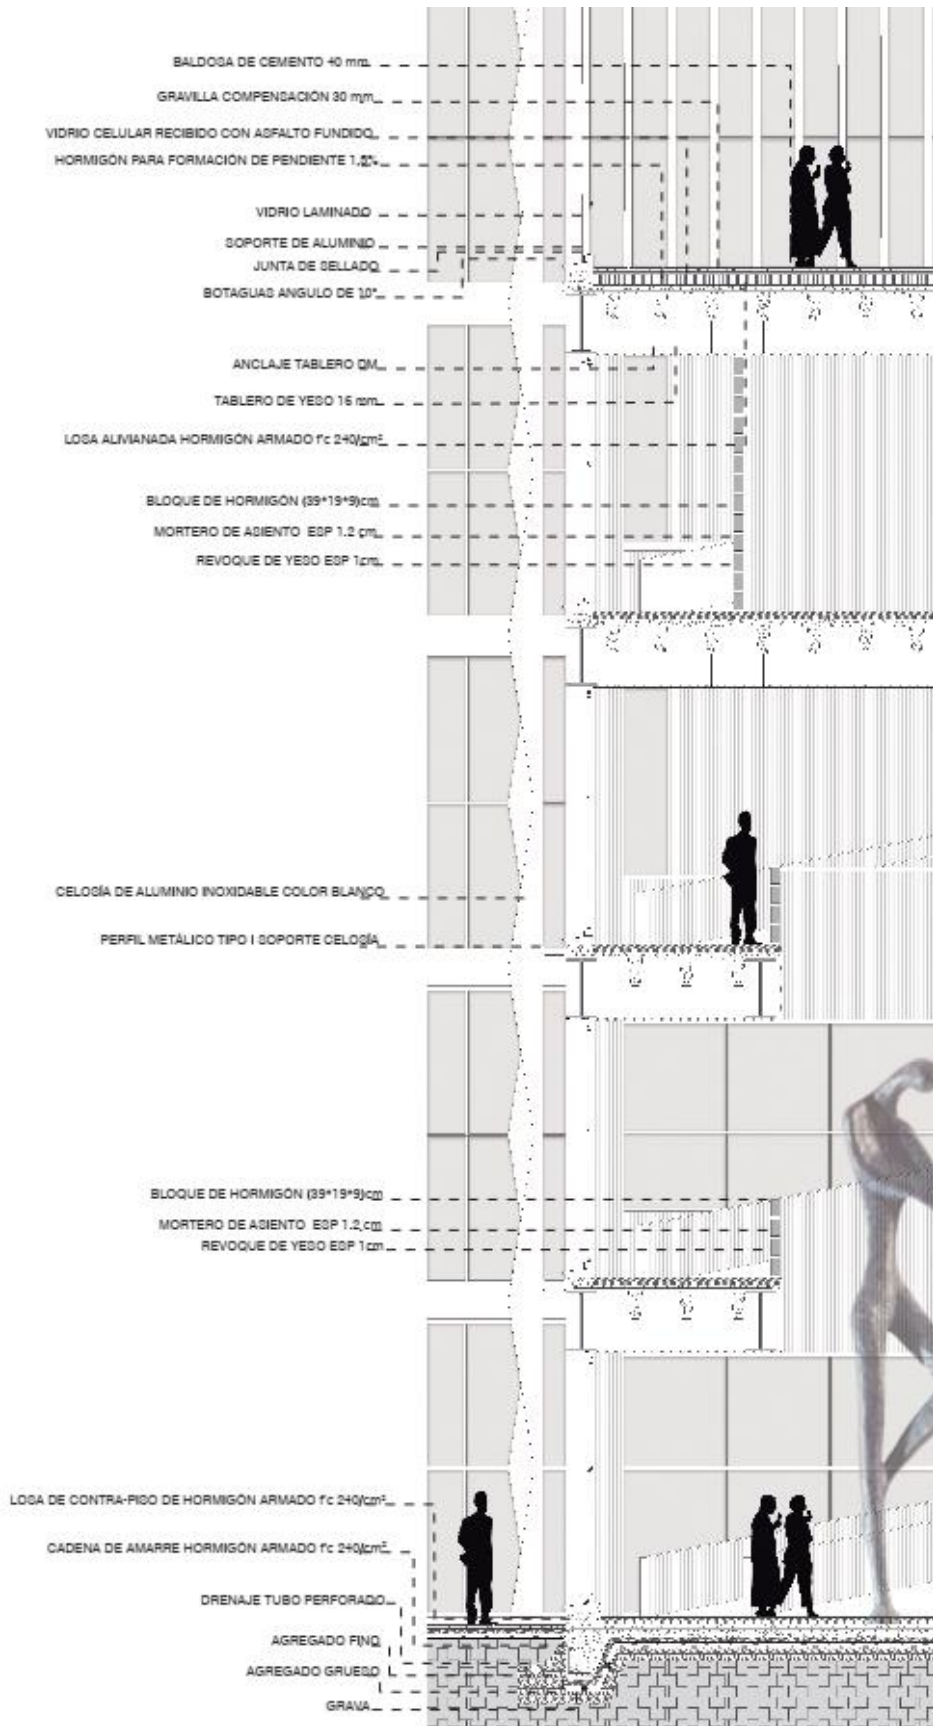 BALDOSA DE CEMENTO 40 mm
GRAVILLA COMPENSACIÓN 30 mm
VIDRIO CELULAR RECIBIDO CON ASFALTO FUNDIDO
HORMIGÓN PARA FORMACIÓN DE PENDIENTE 1.5%
VIDRIO LAMINADO
SOPORTE DE ALUMINIO
JUNTA DE SELLADO
BOTAGUAS ANGULO DE 10°
ANCLAJE TABLERO DM
TABLERO DE YESO 16 mm
LOSA ALIVIANADA HORMIGÓN ARMADO f'c 240/cm²
BLOQUE DE HORMIGÓN (39*19*9)cm
MORTERO DE ASIENTO ESP 1.2 cm
REVOQUE DE YESO ESP 1cm
CELOSÍA DE ALUMINIO INOXIDABLE COLOR BLANCO
PERFIL METÁLICO TIPO I SOPORTE CELOSÍA
BLOQUE DE HORMIGÓN (39*19*9)cm
MORTERO DE ASIENTO ESP 1.2 cm
REVOQUE DE YESO ESP 1cm
LOSA DE CONTRA-PISO DE HORMIGÓN ARMADO f'c 240/cm²
CADENA DE AMARRE HORMIGÓN ARMADO f'c 240/cm²
DRENAJE TUBO PERFORADO
AGREGADO FINO
AGREGADO GRUESO
GRAVA